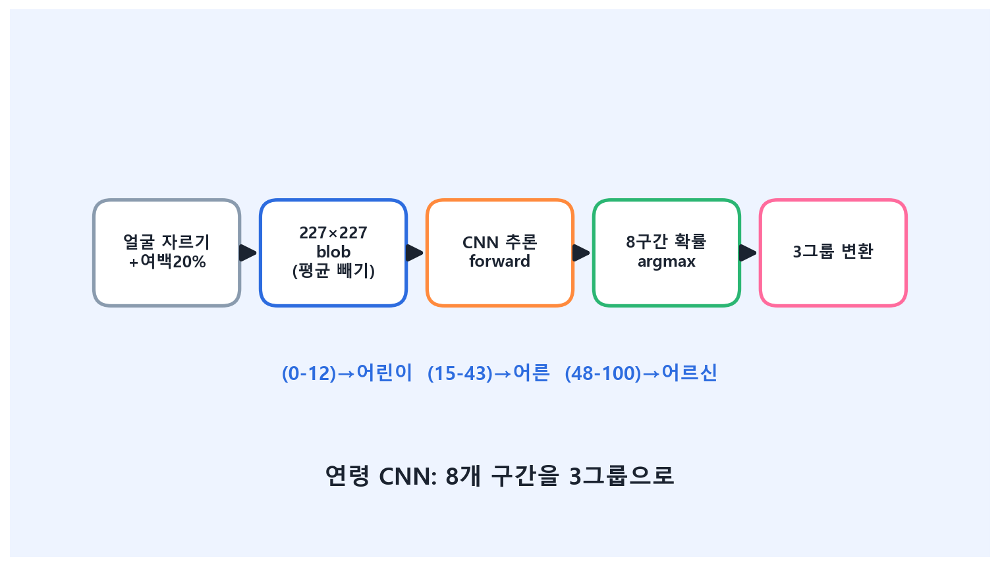 얼굴 자르기
+여백20%
227×227
blob
(평균 빼기)
CNN 추론
forward
8구간 확률
argmax
3그룹 변환
(0-12)→어린이 (15-43)→어른 (48-100)→어르신
연령 CNN: 8개 구간을 3그룹으로